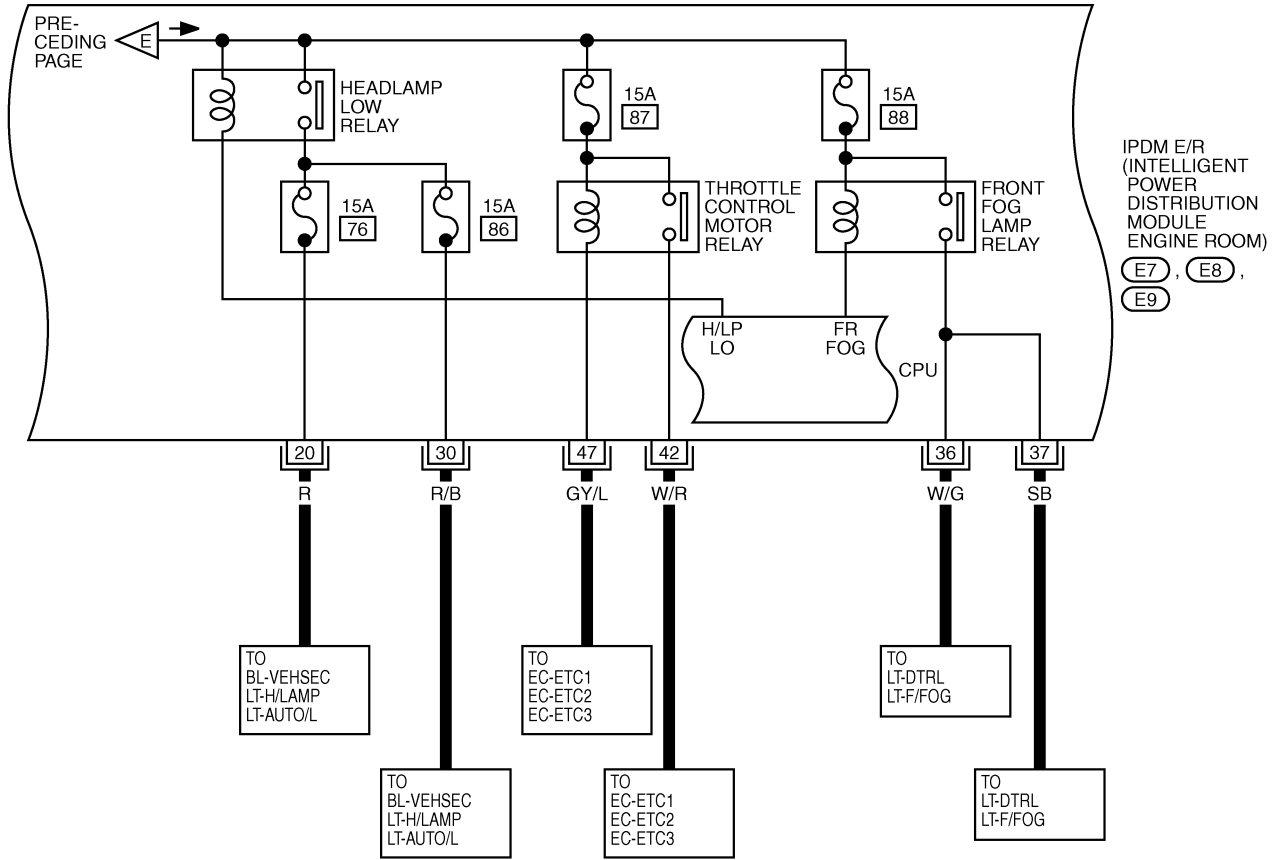 PRE-
CEDING
PAGE
E
HEADLAMP
LOW
RELAY
15A
87
15A
88
15A
76
15A
86
THROTTLE
CONTROL
MOTOR
RELAY
FRONT
FOG
LAMP
RELAY
IPDM E/R
(INTELLIGENT
POWER
DISTRIBUTION
MODULE
ENGINE ROOM)
E7 , E8 ,
E9
H/LP
LO
FR
FOG
CPU
20
30
47
42
36
37
R
R/B
GY/L
W/R
W/G
SB
TO
BL-VEHSEC
LT-H/LAMP
LT-AUTO/L
TO
EC-ETC1
EC-ETC2
EC-ETC3
TO
LT-DTRL
LT-F/FOG
TO
BL-VEHSEC
LT-H/LAMP
LT-AUTO/L
TO
EC-ETC1
EC-ETC2
EC-ETC3
TO
LT-DTRL
LT-F/FOG